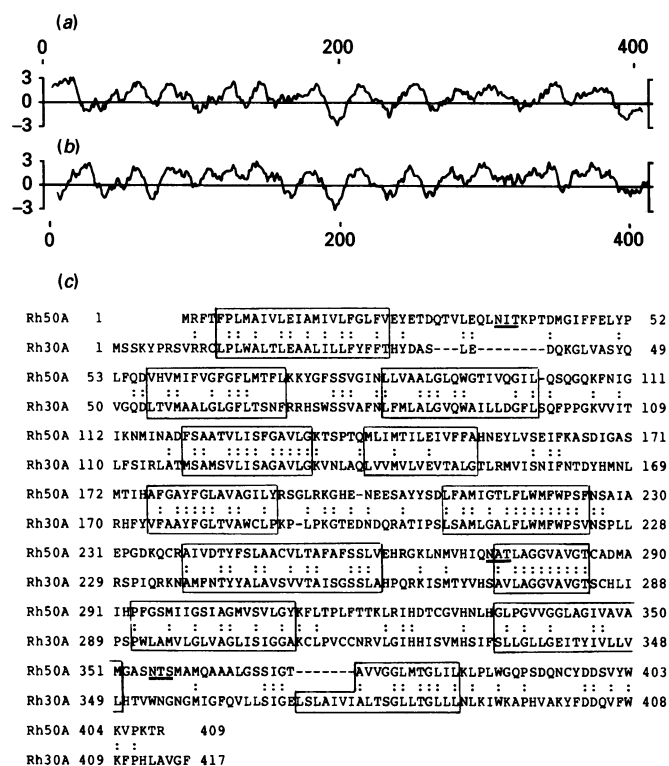 (a)
0 200 400
3
0
−3
(b)
3
0
−3
0 200 400
(c)
Rh50A 1 MRFTFPLMAIVLEIAMIVLFGLFVEYETDQTVLEQLNITKPTDMGIFFELYP 52
Rh30A 1 MSSKYPRSVRRCLPLWALTLEAALILLFYFFTHYDAS---LE-------DQKGLVASYQ 49
Rh50A 53 LFQDVHVMIFVGFGFLMTFLKKYGFSSVGINLLVAALGLQWGTIVQGIL-QSQGQKFNIG 111
Rh30A 50 VGQDLTVMAALGLGFLTSNFRRHSWSSVAFNLFMLALGVQWAILLDGFLSQFPPGKVVIT 109
Rh50A 112 IKNMINADFSAATVLISFGAVLGKTSPTQMLIMTILEIVFFAHNEYLVSEIFKASDIGAS 171
Rh30A 110 LFSIRLATMSAMSVLISAGAVLGKVNLAQLVVMVLVEVTALGTLRMVISNIFNTDYHMNL 169
Rh50A 172 MTIHAFGAYFGLAVAGILYRSGLRKGHE-NEESAYYSDLFAMIGTLFLWMFWPSFNSAIA 230
Rh30A 170 RHFYVFAAYFGLTVAWCLPKP-LPKGTEDNDQRATIPSLSAMLGALFLWMFWPSVNSPLL 228
Rh50A 231 EPGDKQCRAIVDTYFSLAACVLTAFAFSSLVEHRGKLNMVHIQNATLAGGVAVGTCADMA 290
Rh30A 229 RSPIQRKNAMFNTYYALAVSVVTAISGSSLAHPQRKISMTYVHSAVLAGGVAVGTSCHLI 288
Rh50A 291 IHPFGSMIIGSIAGMVSVLGYKFLTPLFTTKLRIHDTCGVHNLHGLPGVVGGLAGIVAVA 350
Rh30A 289 PSPWLAMVLGLVAGLISIGGAKCLPVCCNRVLGIHHISVMHSIFSLLGLLGEITYIVLLV 348
Rh50A 351 MGASNTSMAMQAAALGSSIGT---------AVVGGLMTGLILKLPLWGQPSDQNCYDDSVYW 403
Rh30A 349 LHTVWNGNGMIGFQVLLSIGELSLAIVIALTSGLLTGLLLNLKIWKAPHVAKYFDDQVFW 408
Rh50A 404 KVPKTR 409
Rh30A 409 KFPHLAVGF 417